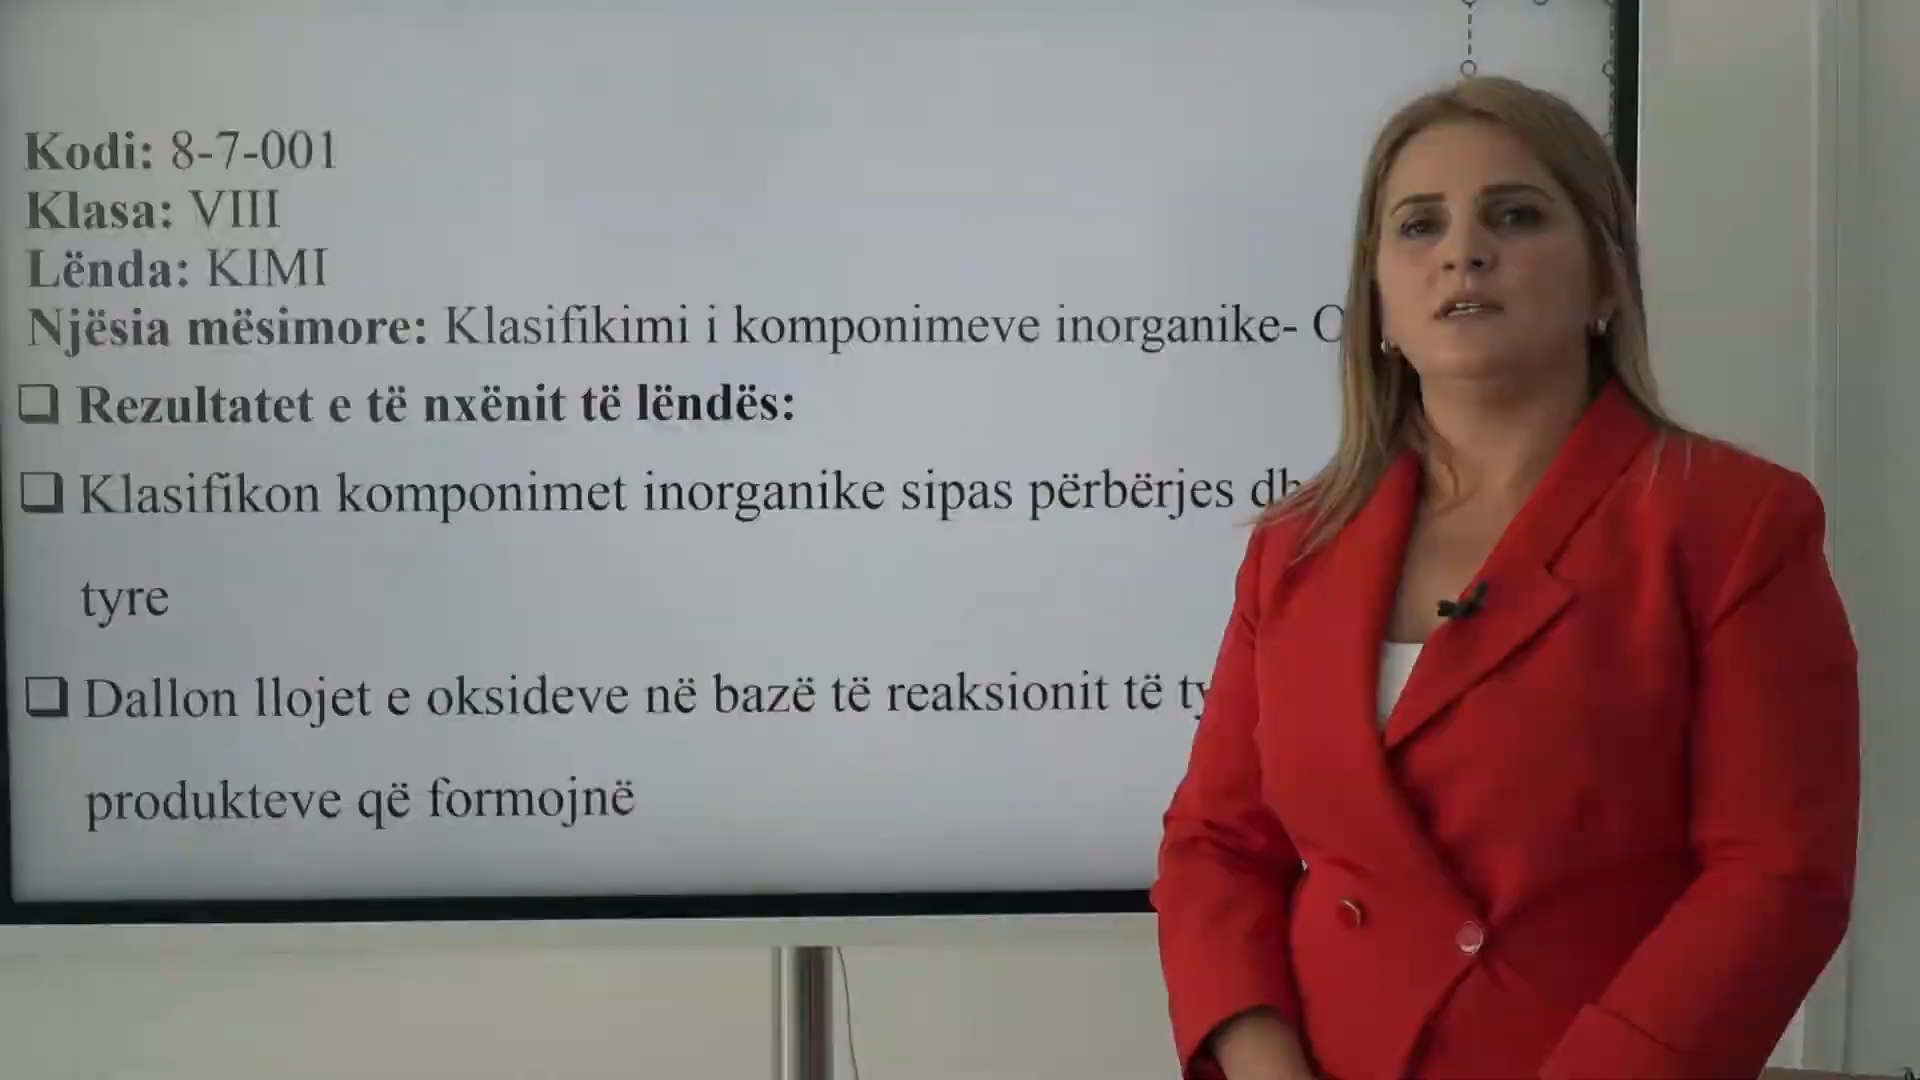 Kodi: 8-7-001
Klasa: VIII
Lënda: KIMI
Njësia mësimore: Klasifikimi i komponimeve inorganike-
Rezultatet e të nxënit të lëndës:
Klasifikon komponimet inorganike sipas përbërjes
tyre
Dallon llojet e oksideve në bazë të reaksionit të
produkteve që formojnë